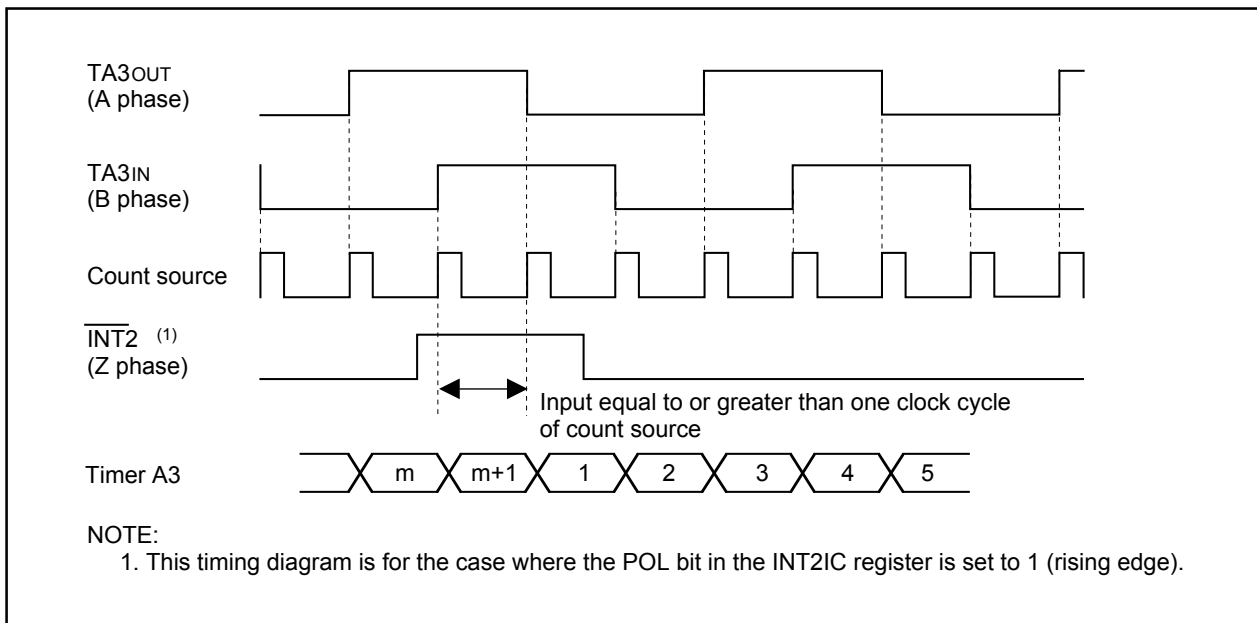 TA3OUT
(A phase)
TA3IN
(B phase)
Count source
INT2 (1)
(Z phase)
Input equal to or greater than one clock cycle
of count source
Timer A3 m m+1 1 2 3 4 5
NOTE:
1. This timing diagram is for the case where the POL bit in the INT2IC register is set to 1 (rising edge).